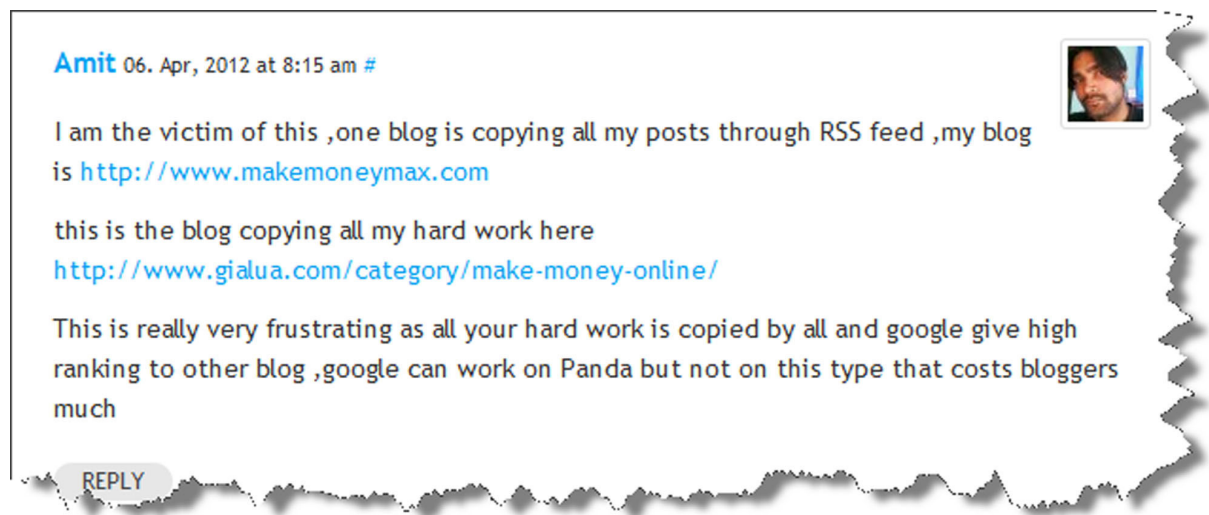 Amit 06. Apr, 2012 at 8:15 am #
I am the victim of this ,one blog is copying all my posts through RSS feed ,my blog
is http://www.makemoneymax.com
this is the blog copying all my hard work here
http://www.gialua.com/category/make-money-online/
This is really very frustrating as all your hard work is copied by all and google give high
ranking to other blog ,google can work on Panda but not on this type that costs bloggers
much
REPLY